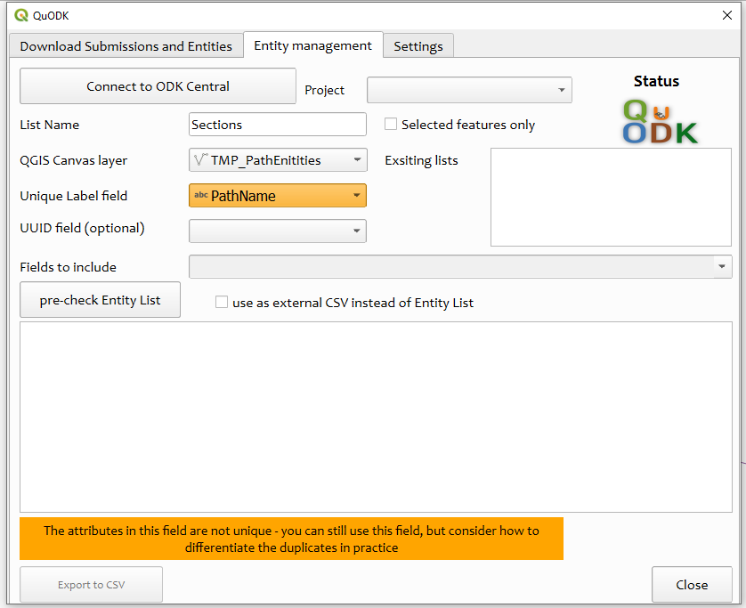 QuODK
Download Submissions and Entities
Entity management
Settings
Connect to ODK Central
Project
Status
QuODK
List Name
Sections
Selected features only
QGIS Canvas layer
TMP_PathEnitities
Exsiting lists
Unique Label field
abc PathName
UUID field (optional)
Fields to include
pre-check Entity List
use as external CSV instead of Entity List
The attributes in this field are not unique - you can still use this field, but consider how to
differentiate the duplicates in practice
Export to CSV
Close